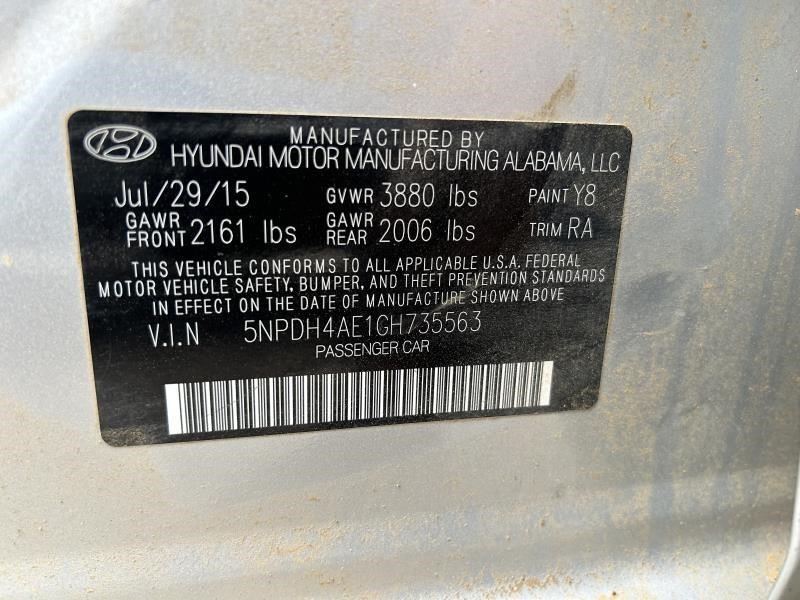 MANUFACTURED BY
HYUNDAI MOTOR MANUFACTURING ALABAMA, LLC
Jul/29/15 GVWR 3880 lbs PAINT Y8
GAWR FRONT 2161 lbs GAWR REAR 2006 lbs TRIM RA
THIS VEHICLE CONFORMS TO ALL APPLICABLE U.S.A. FEDERAL
MOTOR VEHICLE SAFETY, BUMPER, AND THEFT PREVENTION STANDARDS
IN EFFECT ON THE DATE OF MANUFACTURE SHOWN ABOVE
V.I.N 5NPDH4AE1GH735563
PASSENGER CAR